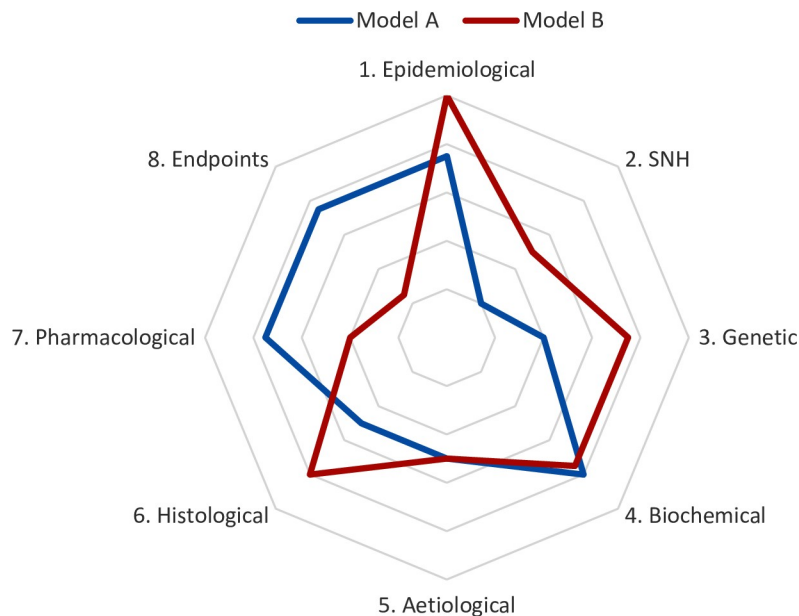 Model A Model B
1. Epidemiological
8. Endpoints
2. SNH
7. Pharmacological
3. Genetic
6. Histological
4. Biochemical
5. Aetiological